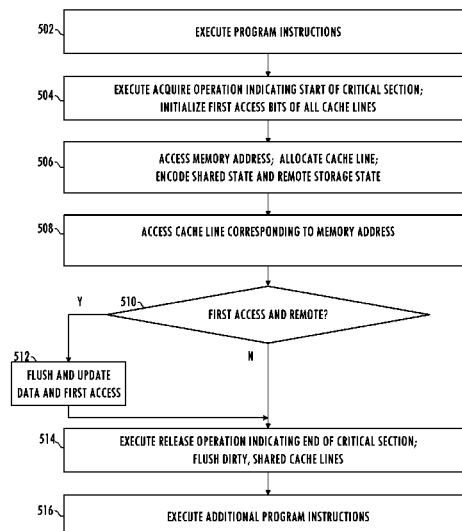 502
EXECUTE PROGRAM INSTRUCTIONS
504
EXECUTE ACQUIRE OPERATION INDICATING START OF CRITICAL SECTION;
INITIALIZE FIRST ACCESS BITS OF ALL CACHE LINES
506
ACCESS MEMORY ADDRESS; ALLOCATE CACHE LINE;
ENCODE SHARED STATE AND REMOTE STORAGE STATE
508
ACCESS CACHE LINE CORRESPONDING TO MEMORY ADDRESS
510
Y
FIRST ACCESS AND REMOTE?
N
512
FLUSH AND UPDATE
DATA AND FIRST ACCESS
514
EXECUTE RELEASE OPERATION INDICATING END OF CRITICAL SECTION;
FLUSH DIRTY, SHARED CACHE LINES
516
EXECUTE ADDITIONAL PROGRAM INSTRUCTIONS